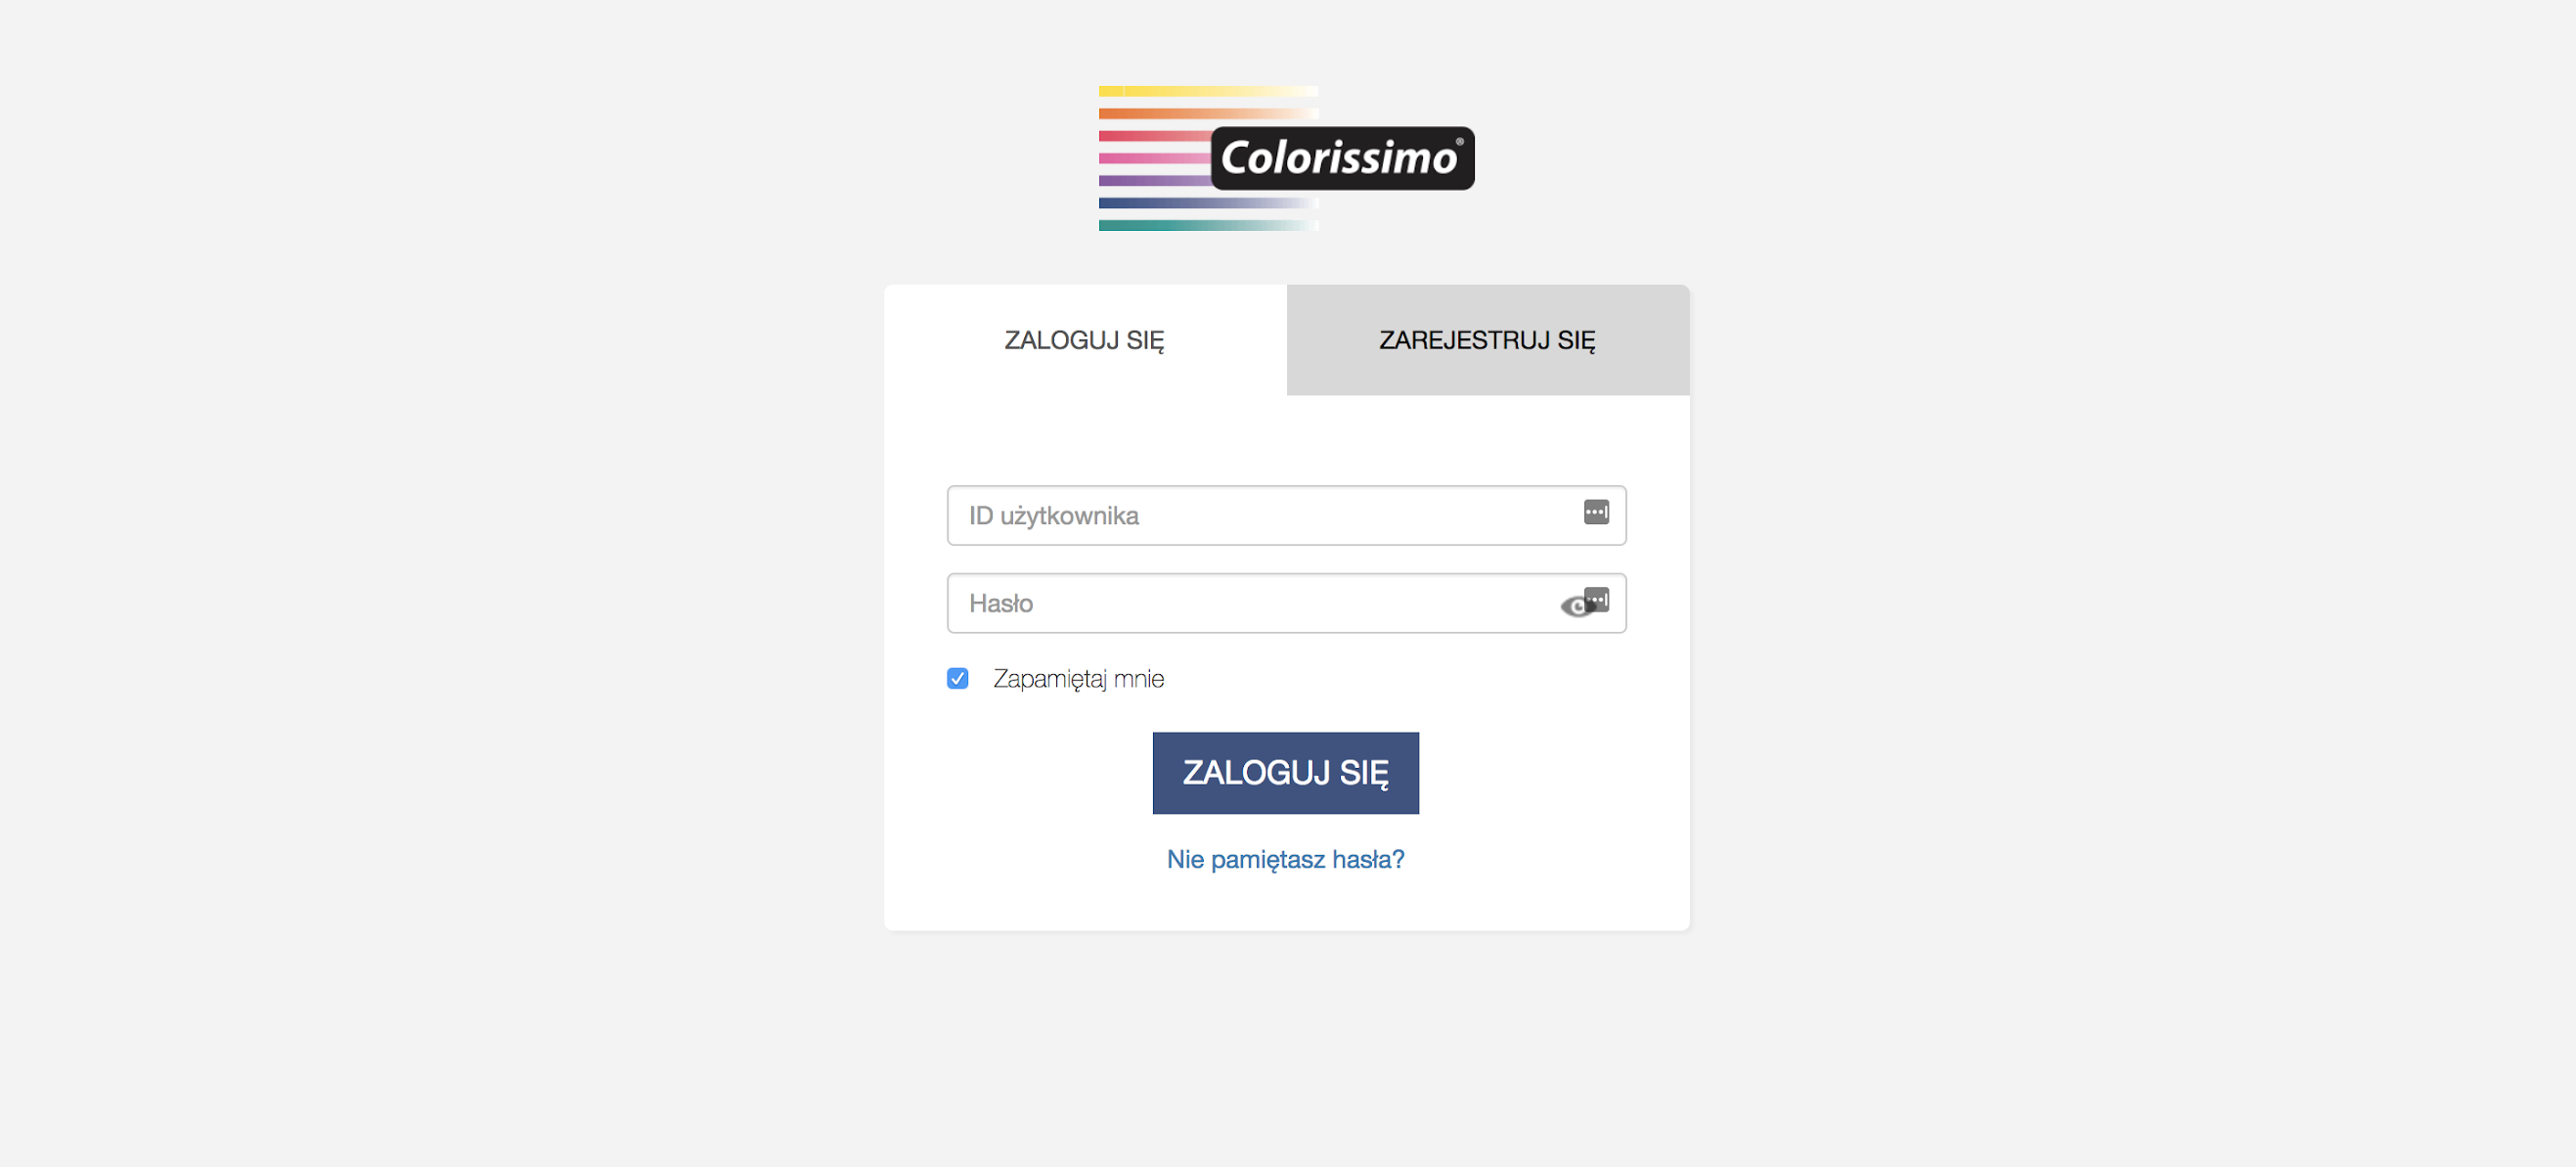 Colorissimo®
ZALOGUJ SIĘ
ZAREJESTRUJ SIĘ
ID użytkownika
Hasło
Zapamiętaj mnie
ZALOGUJ SIĘ
Nie pamiętasz hasła?